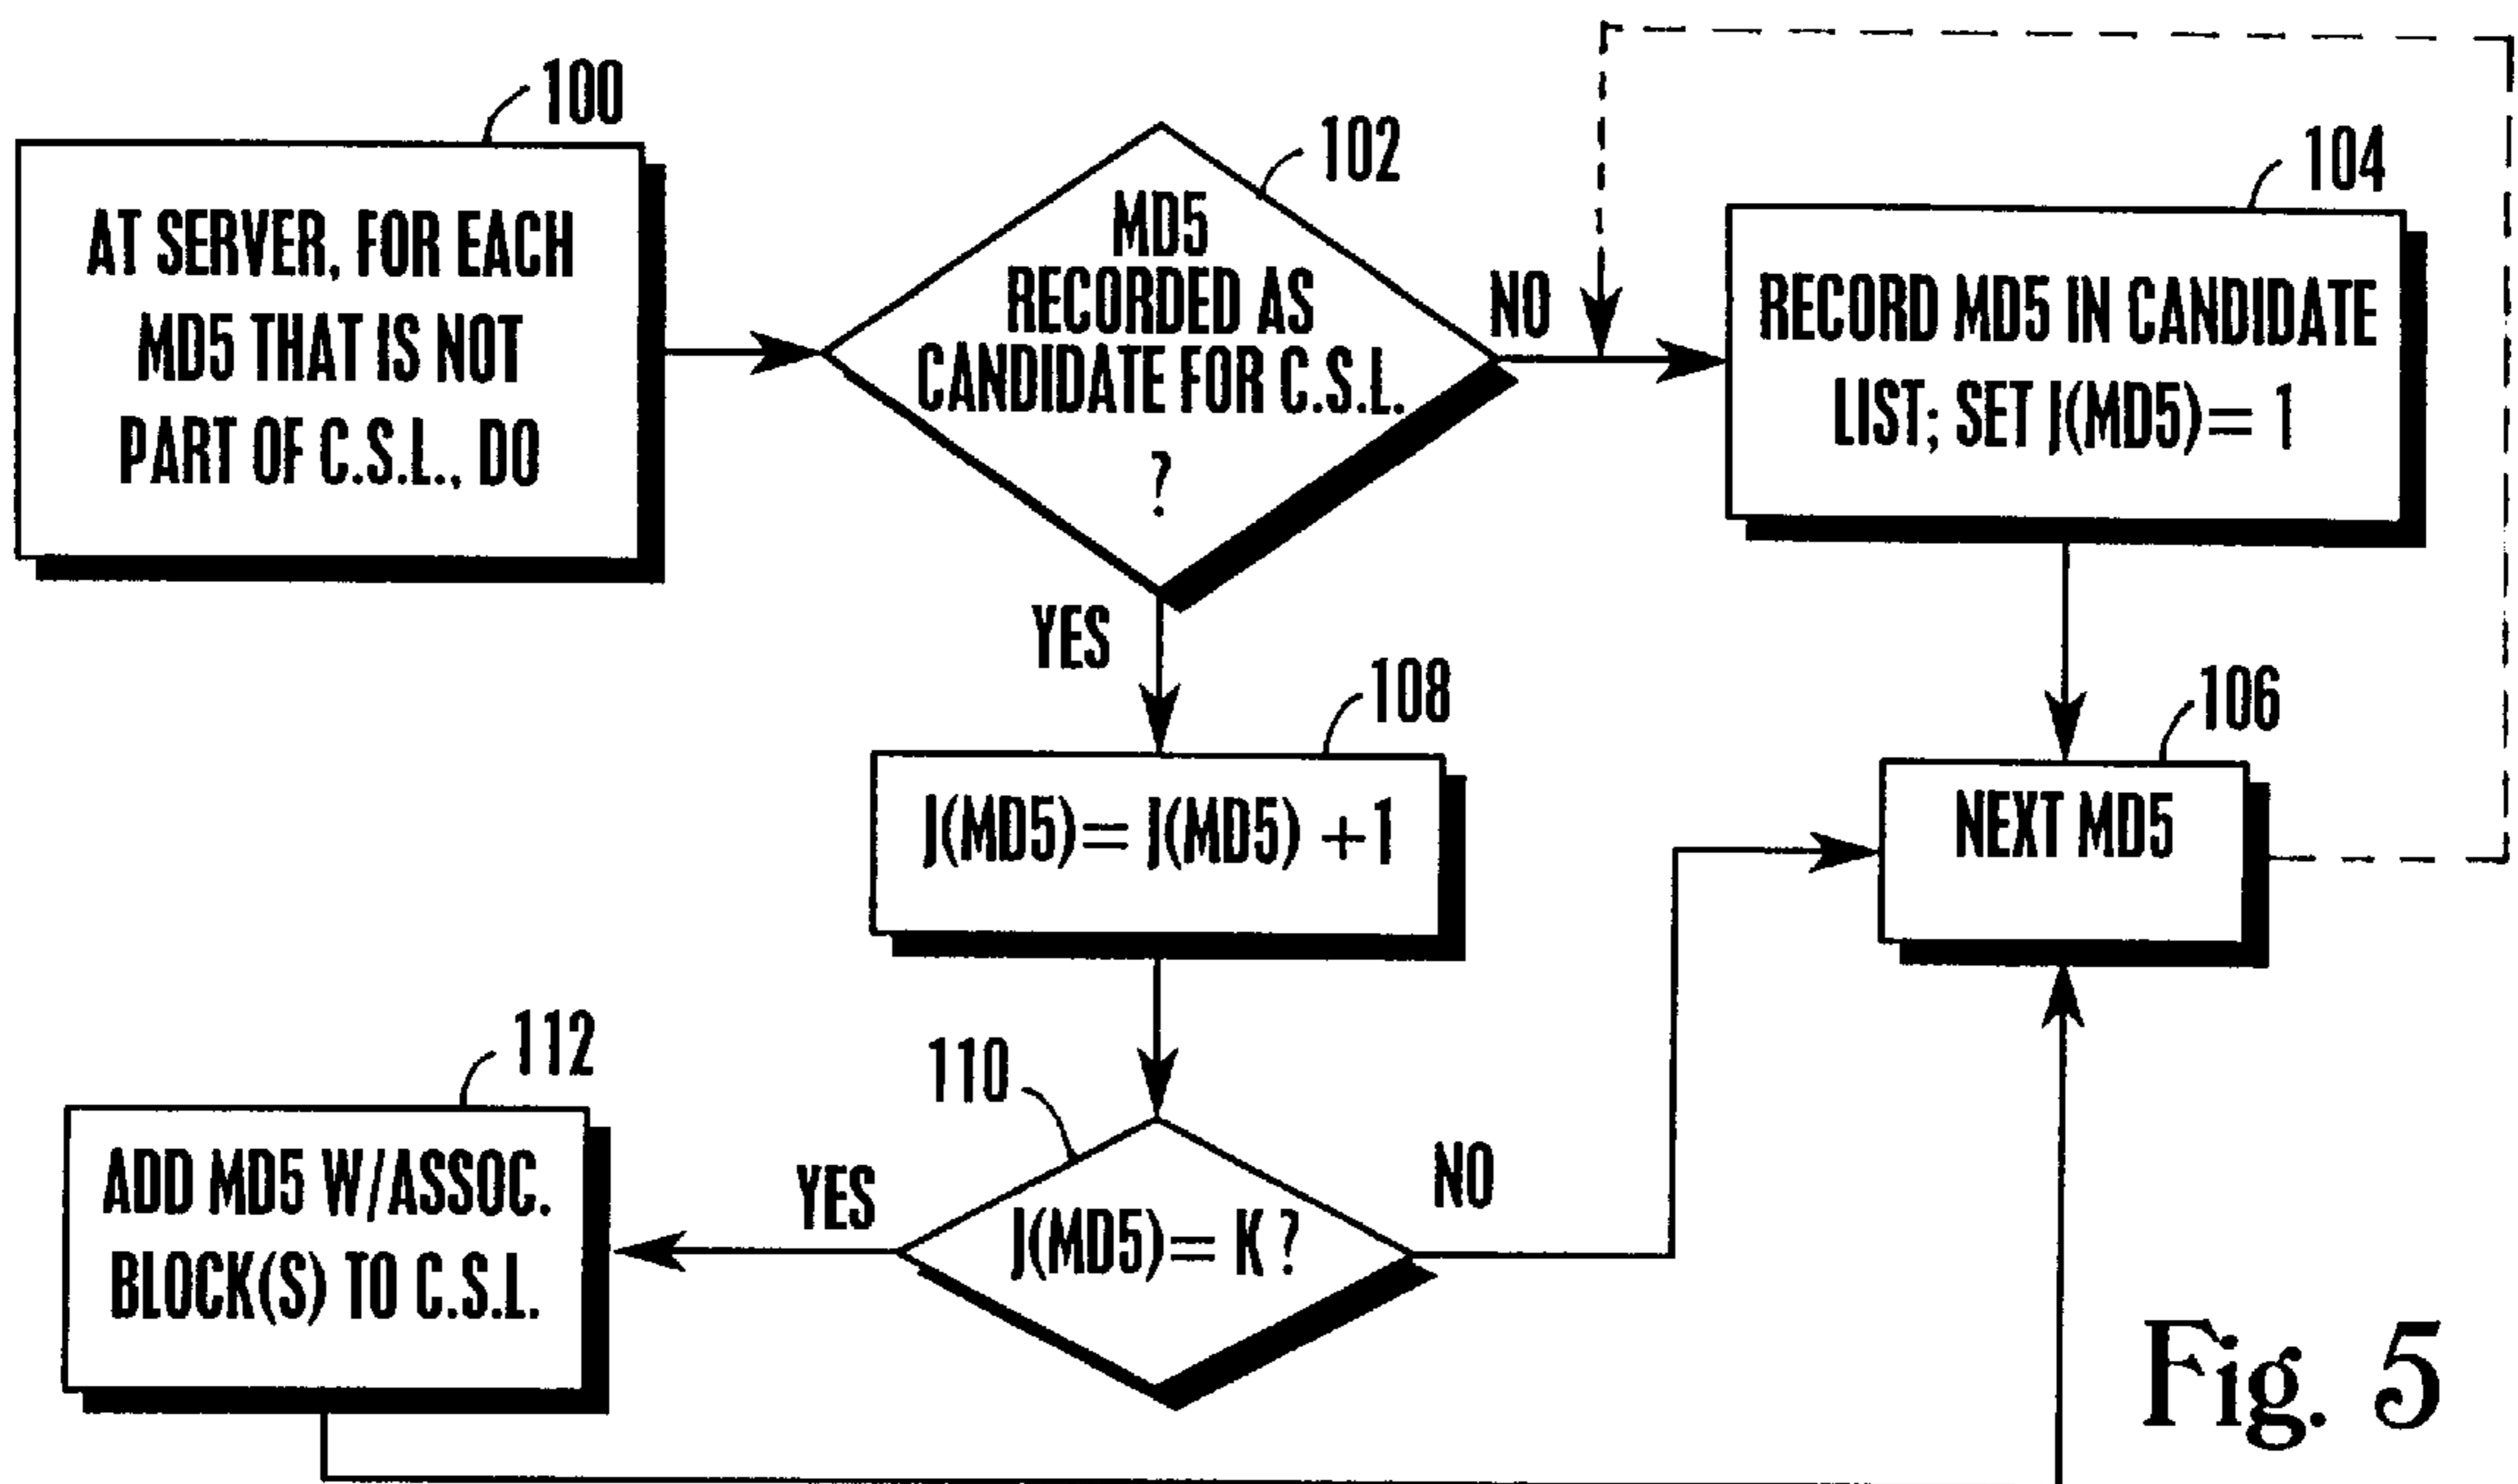 100
AT SERVER, FOR EACH
MD5 THAT IS NOT
PART OF C.S.L., DO
102
MD5
RECORDED AS
CANDIDATE FOR C.S.L.
?
NO
104
RECORD MD5 IN CANDIDATE
LIST; SET J(MD5)= 1
YES
108
J(MD5)= J(MD5) +1
106
NEXT MD5
110
J(MD5)= K ?
YES
NO
112
ADD MD5 W/ASSOC.
BLOCK(S) TO C.S.L.
Fig. 5